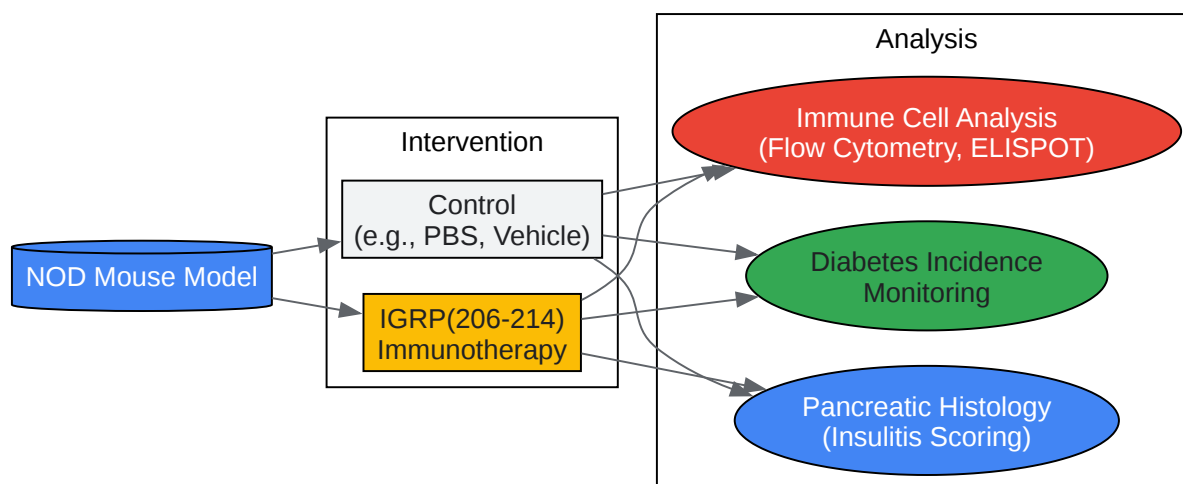 NOD Mouse Model
Intervention
Control
(e.g., PBS, Vehicle)
IGRP(206-214)
Immunotherapy
Analysis
Immune Cell Analysis
(Flow Cytometry, ELISPOT)
Diabetes Incidence
Monitoring
Pancreatic Histology
(Insulitis Scoring)